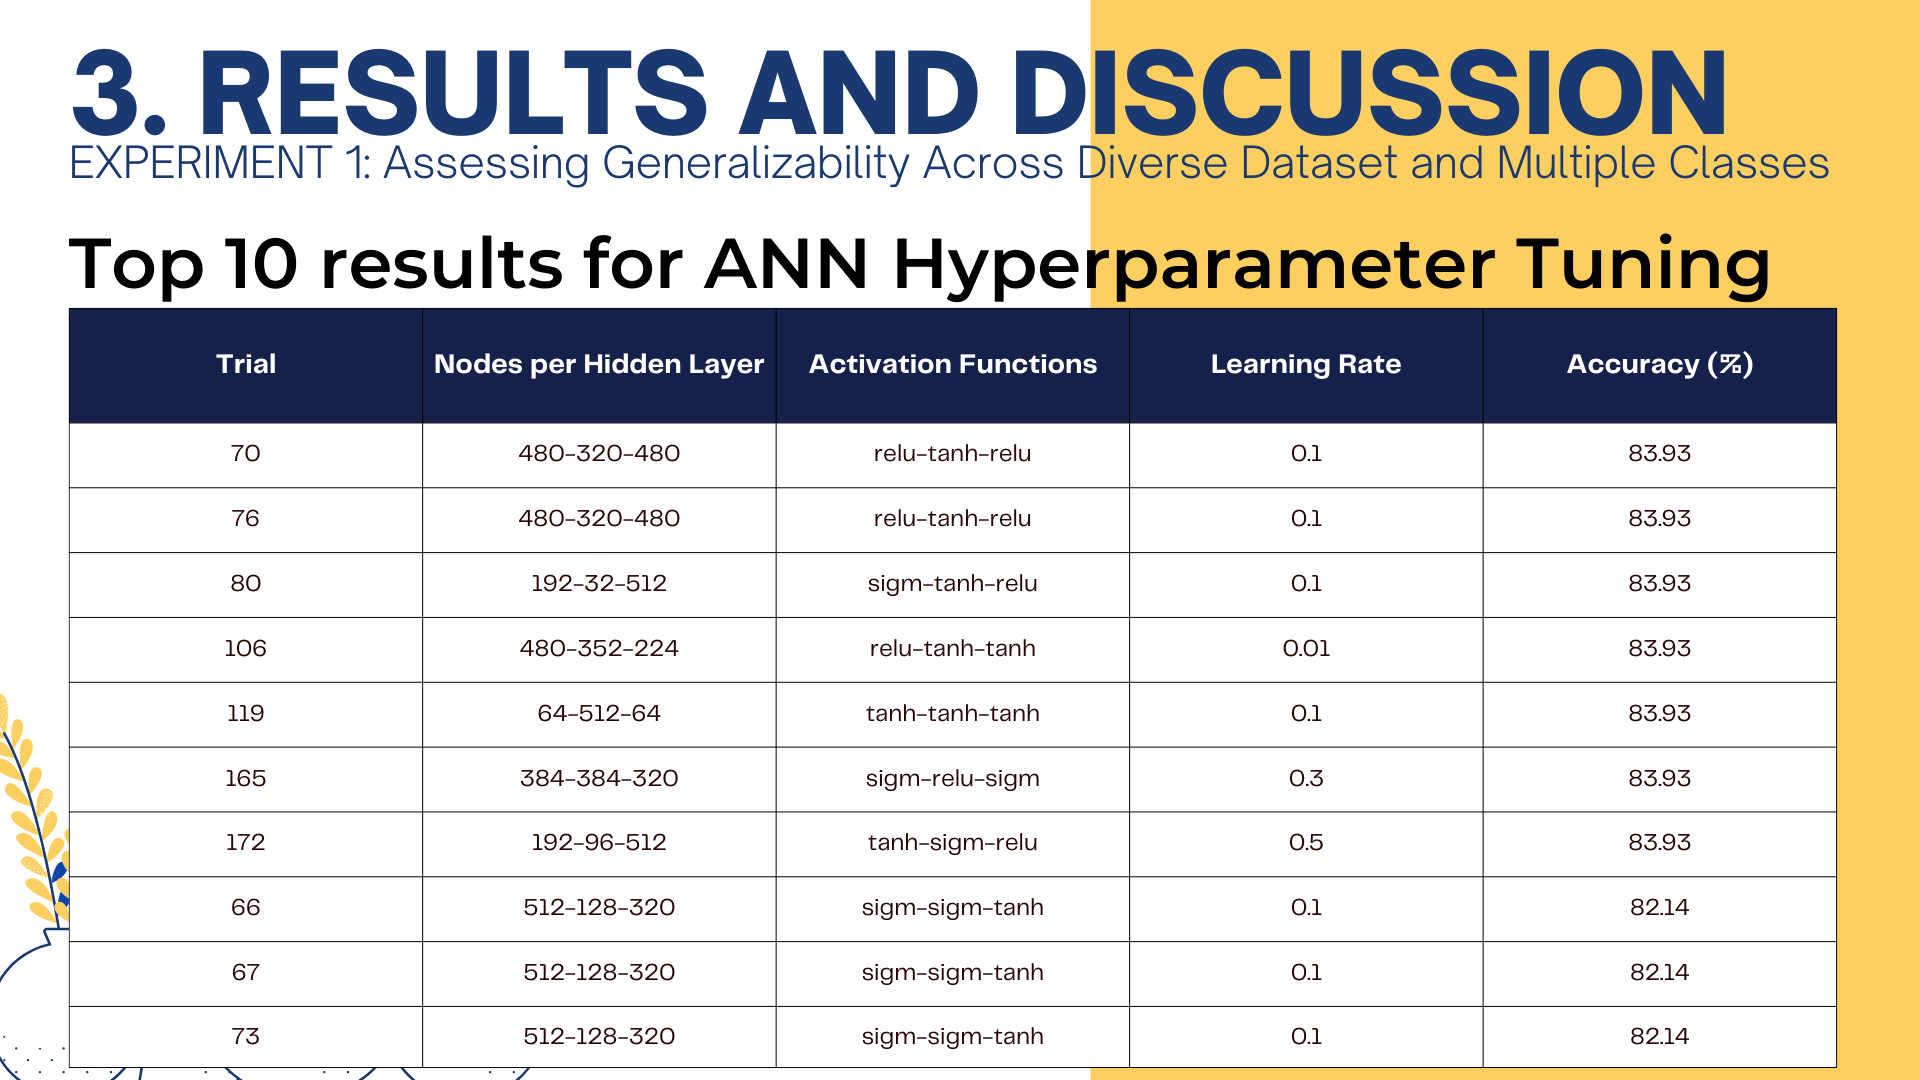 3. RESULTS AND DISCUSSION
EXPERIMENT 1: Assessing Generalizability Across Diverse Dataset and Multiple Classes
Top 10 results for ANN Hyperparameter Tuning
Trial Nodes per Hidden Layer Activation Functions Learning Rate Accuracy (%)
70 480-320-480 relu-tanh-relu 0.1 83.93
76 480-320-480 relu-tanh-relu 0.1 83.93
80 192-32-512 sigm-tanh-relu 0.1 83.93
106 480-352-224 relu-tanh-tanh 0.01 83.93
119 64-512-64 tanh-tanh-tanh 0.1 83.93
165 384-384-320 sigm-relu-sigm 0.3 83.93
172 192-96-512 tanh-sigm-relu 0.5 83.93
66 512-128-320 sigm-sigm-tanh 0.1 82.14
67 512-128-320 sigm-sigm-tanh 0.1 82.14
73 512-128-320 sigm-sigm-tanh 0.1 82.14